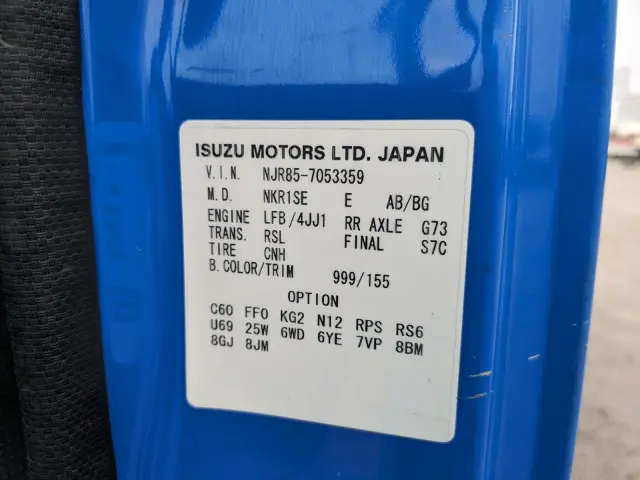 ISUZU MOTORS LTD. JAPAN
V.I.N. NJR85-7053359
M.D. NKR1SE E AB/BG
ENGINE LFB/4JJ1 RR AXLE G73
TRANS. RSL FINAL S7C
TIRE CNH
B.COLOR/TRIM 999/155
OPTION
C60 FFO KG2 N12 RPS RS6
U69 25W 6WD 6YE 7VP 8BM
8GJ 8JM